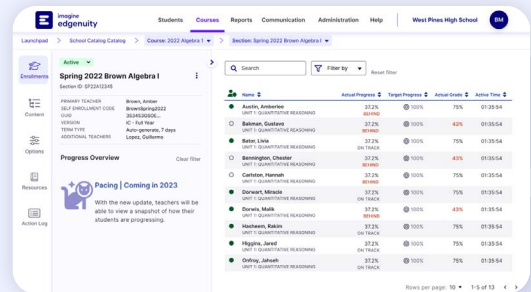 imagine
edgenuity
Students Courses Reports Communication Administration Help West Pines High School BM
Launchpad > School Catalog Catalog > Course: 2022 Algebra 1 > Section: Spring 2022 Brown Algebra I
Enrollments
Content
Options
Resources
Action Log
Active
Spring 2022 Brown Algebra I
Section ID: SF22A12345
PRIMARY TEACHER Brown, Amber
SELF ENROLLMENT CODE BrownSpring2022
GUID
VERSION IC - Full Year
TERM TYPE Auto-generate, 7 days
ADDITIONAL TEACHERS Lopez, Guillermo
Progress Overview Clear filter
Pacing | Coming in 2023
With the new update, teachers will be
able to view a snapshot of how their
students are progressing.
Search Filter by Reset filter
Name Actual Progress Target Progress Actual Grade Active Time
Austin, Amberlee 37.2% 100% 75% 01:35:54
UNIT 1: QUANTITATIVE REASONING BEHIND
Bakman, Gustavo 37.2% 100% 43% 01:35:54
UNIT 1: QUANTITATIVE REASONING BEHIND
Bator, Livia 37.2% 100% 75% 01:35:54
UNIT 1: QUANTITATIVE REASONING ON TRACK
Bennington, Chester 37.2% 100% 43% 01:35:54
UNIT 1: QUANTITATIVE REASONING BEHIND
Carlston, Hannah 37.2% 100% 75% 01:35:54
UNIT 1: QUANTITATIVE REASONING BEHIND
Dorwart, Miracle 37.2% 100% 75% 01:35:54
UNIT 1: QUANTITATIVE REASONING ON TRACK
Dorwis, Malik 37.2% 100% 43% 01:35:54
UNIT 1: QUANTITATIVE REASONING BEHIND
Hasheem, Rakim 37.2% 100% 75% 01:35:54
UNIT 1: QUANTITATIVE REASONING ON TRACK
Higgins, Jared 37.2% 100% 75% 01:35:54
UNIT 1: QUANTITATIVE REASONING ON TRACK
Onfroy, Jahseh 37.2% 100% 75% 01:35:54
UNIT 1: QUANTITATIVE REASONING ON TRACK
Rows per page: 10 1-5 of 13